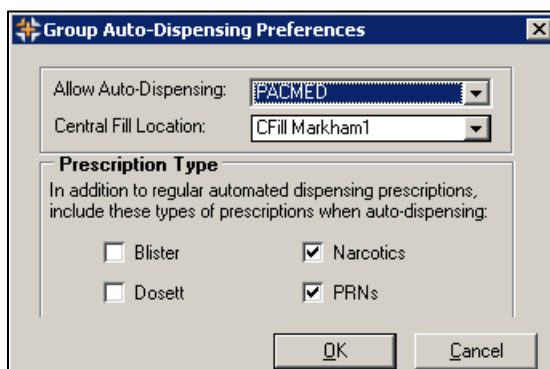 Group Auto-Dispensing Preferences
Allow Auto-Dispensing: PACMED
Central Fill Location: CFill Markham1
Prescription Type
In addition to regular automated dispensing prescriptions,
include these types of prescriptions when auto-dispensing:
Blister Narcotics
Dosett PRNs
OK Cancel